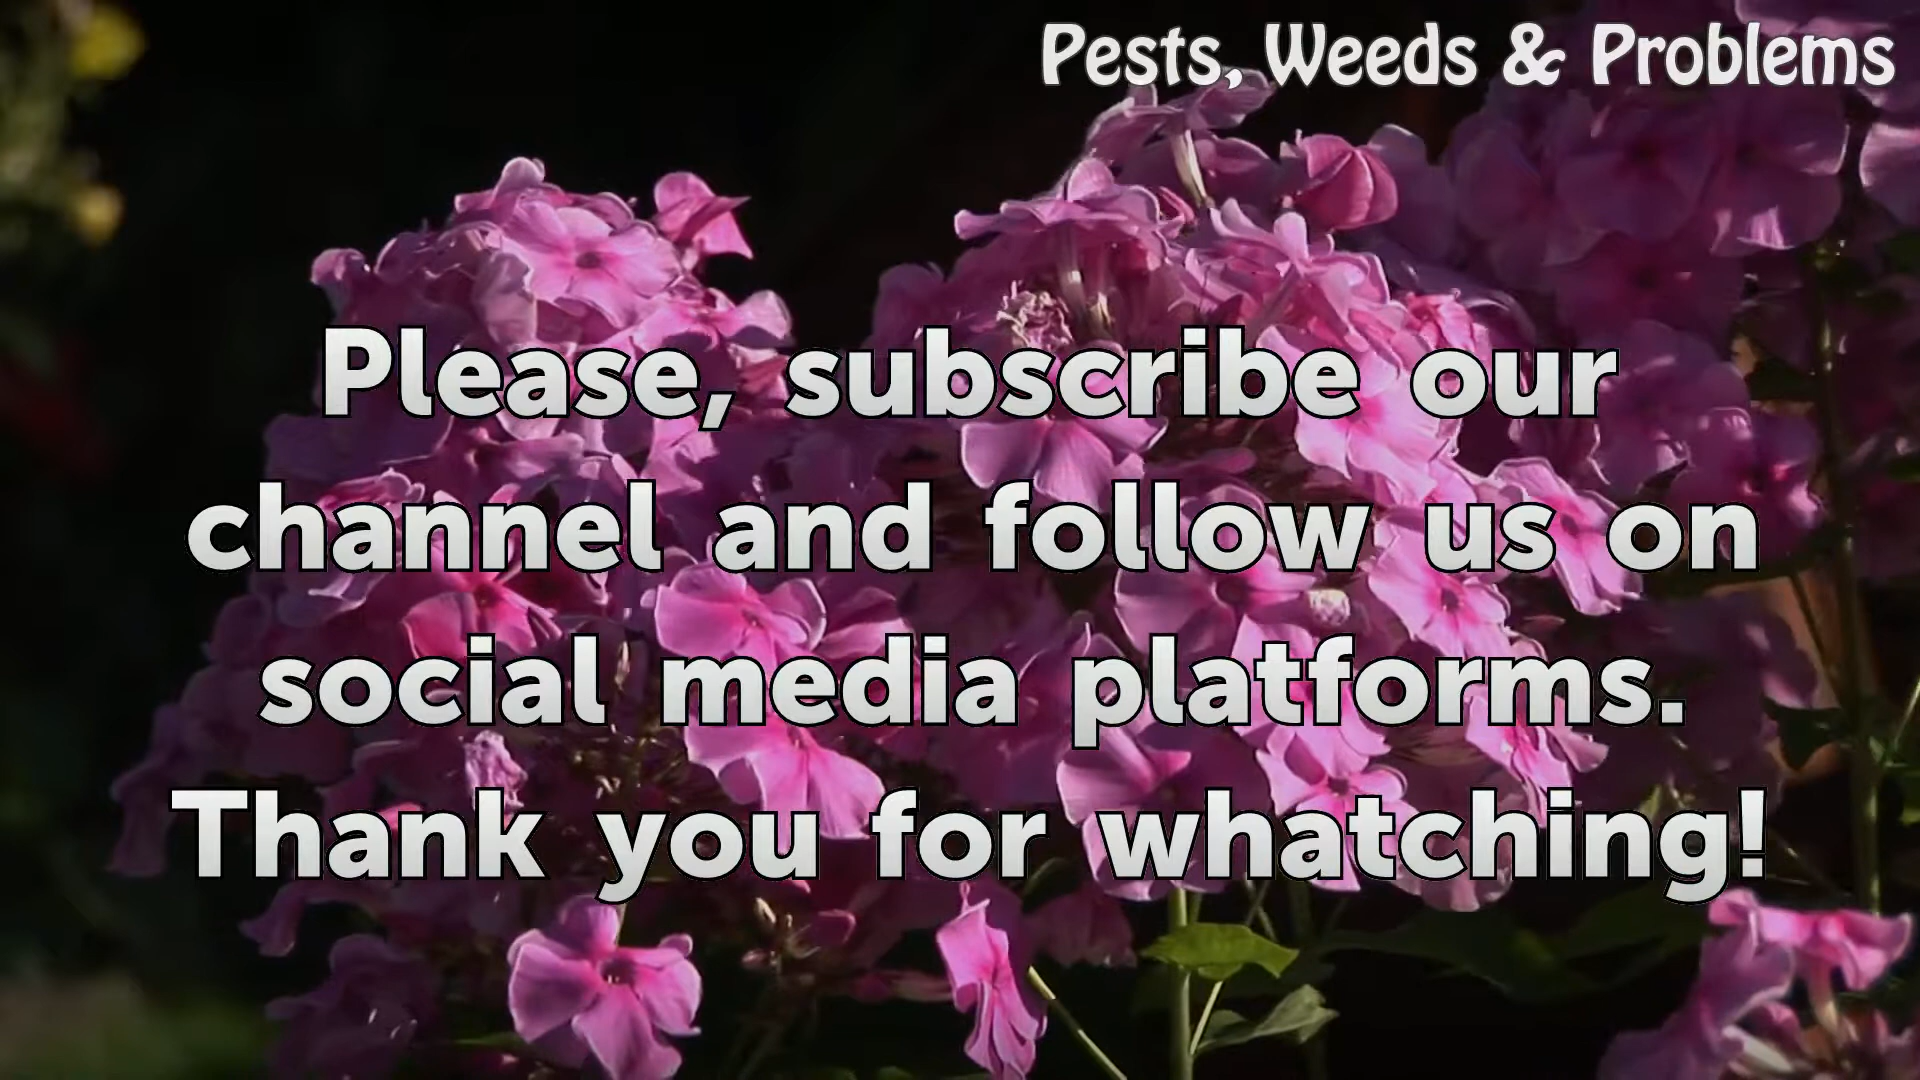 Pests, Weeds & Problems
Please, subscribe our
channel and follow us on
social media platforms.
Thank you for whatching!